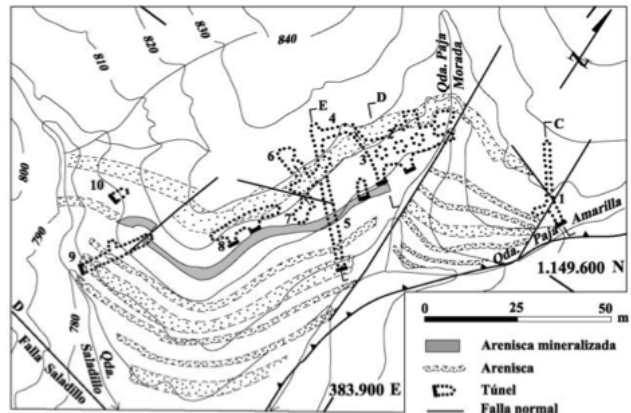 830
820
810
840
800
790
780
Qda. Paja
Morada
Z
E
D
C
4
2
3
6
1
10
7
5
8
9
Amarilla
Qda. Paja
1.149.600 N
383.900 E
D
Falla Saladillo
Qda.
Saladillo
0 25 50
m
Arenisca mineralizada
Arenisca
Túnel
Falla normal